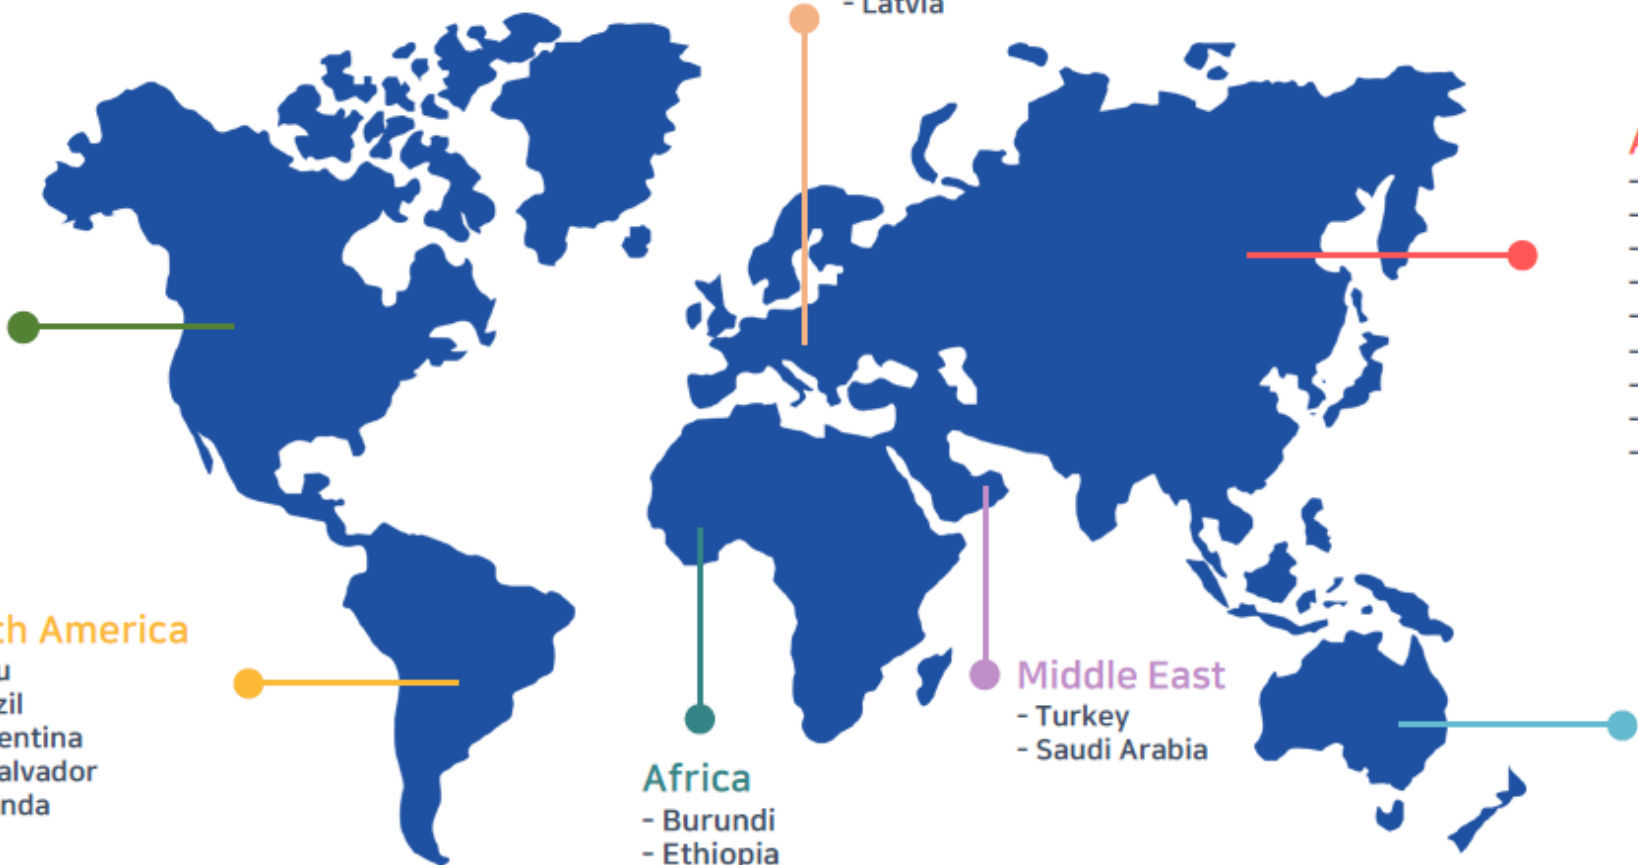 - Latvia
th America
u
zil
entina
alvador
nda
Africa
- Burundi
- Ethiopia
Middle East
- Turkey
- Saudi Arabia
A
-
-
-
-
-
-
-
-
-